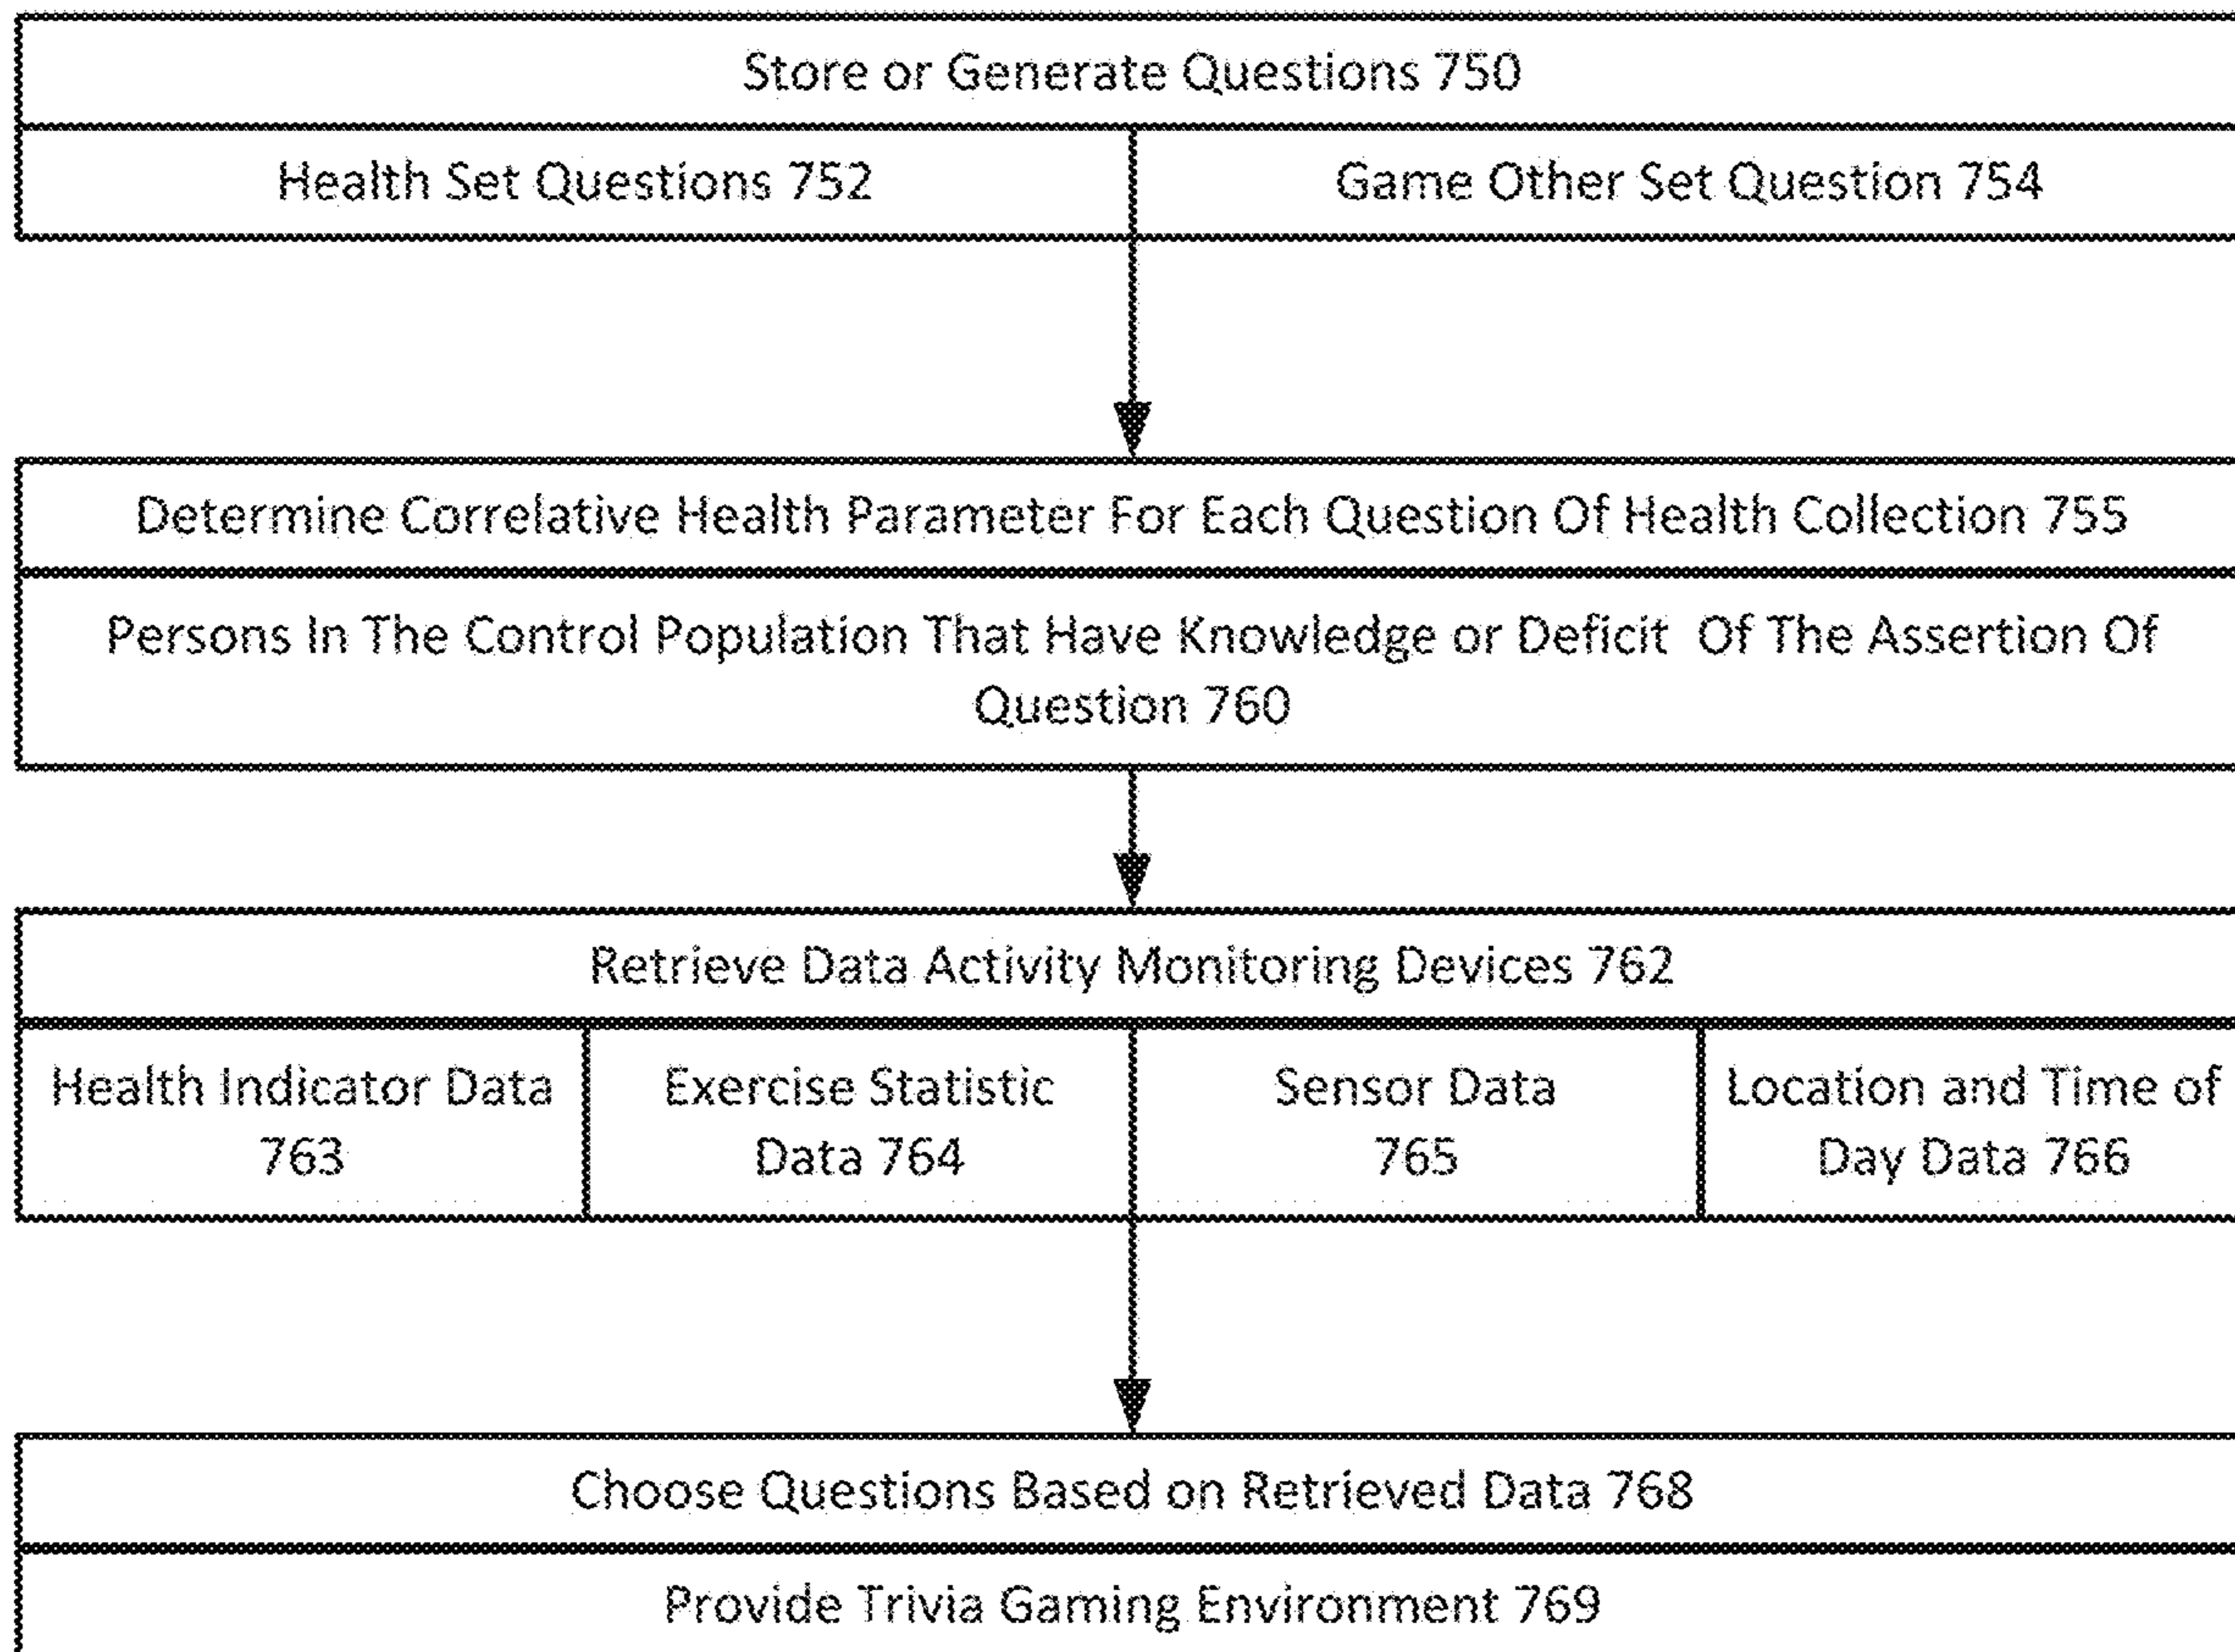 Store or Generate Questions 750
Health Set Questions 752
Game Other Set Question 754
Determine Correlative Health Parameter For Each Question Of Health Collection 755
Persons In The Control Population That Have Knowledge or Deficit Of The Assertion Of
Question 760
Retrieve Data Activity Monitoring Devices 762
Health Indicator Data
763
Exercise Statistic
Data 764
Sensor Data
765
Location and Time of
Day Data 766
Choose Questions Based on Retrieved Data 768
Provide Trivia Gaming Environment 769